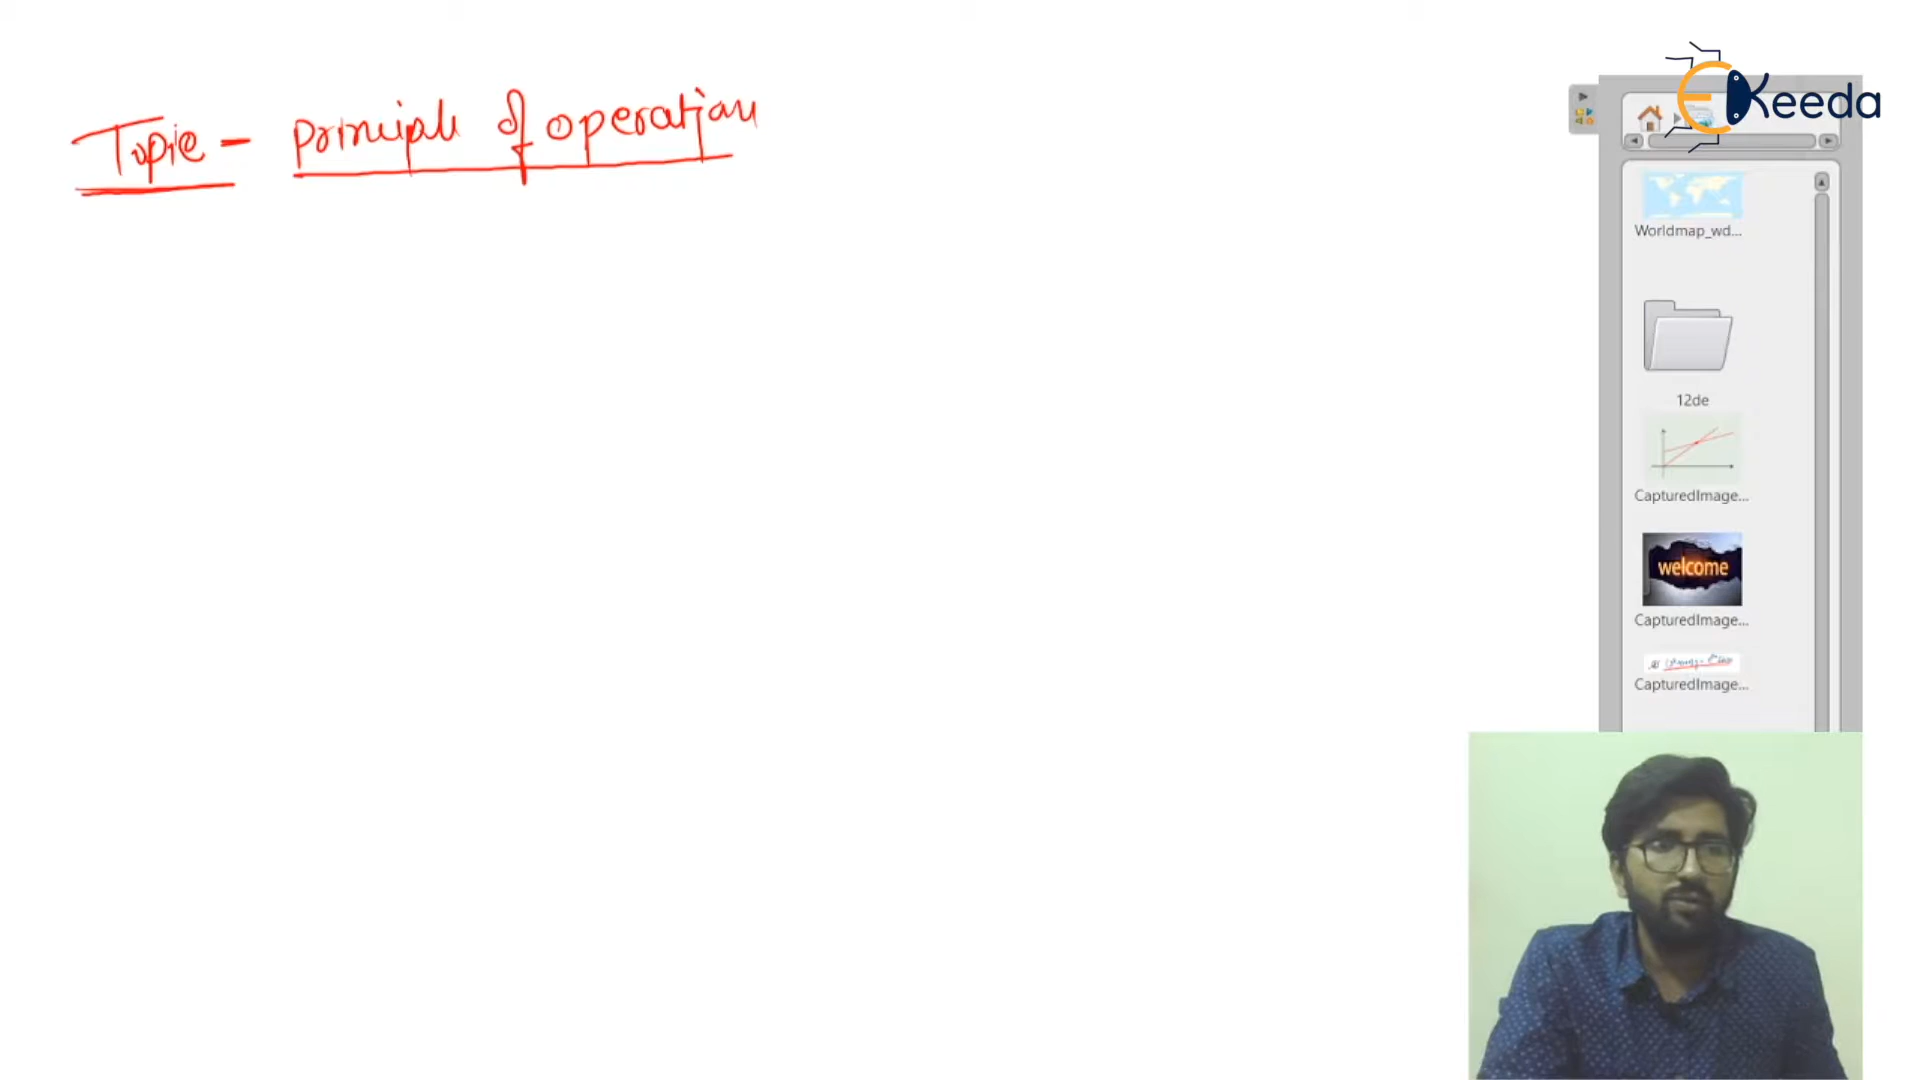 Topic - Principle of operation
EKeeda
Worldmap_wd...
12de
CapturedImage...
welcome
CapturedImage...
CapturedImage...